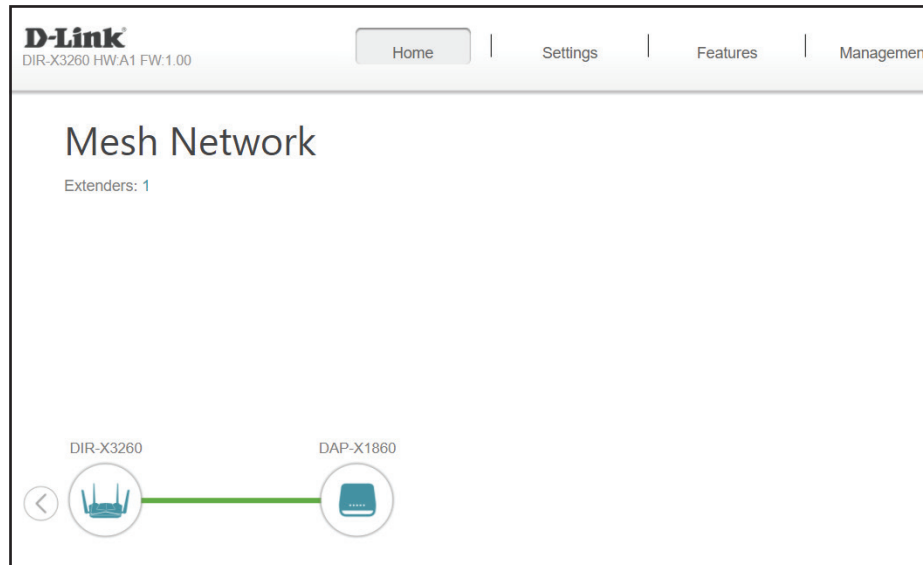 D-Link
DIR-X3260 HW:A1 FW:1.00
Home | Settings | Features | Managemen
Mesh Network
Extenders: 1
DIR-X3260 DAP-X1860